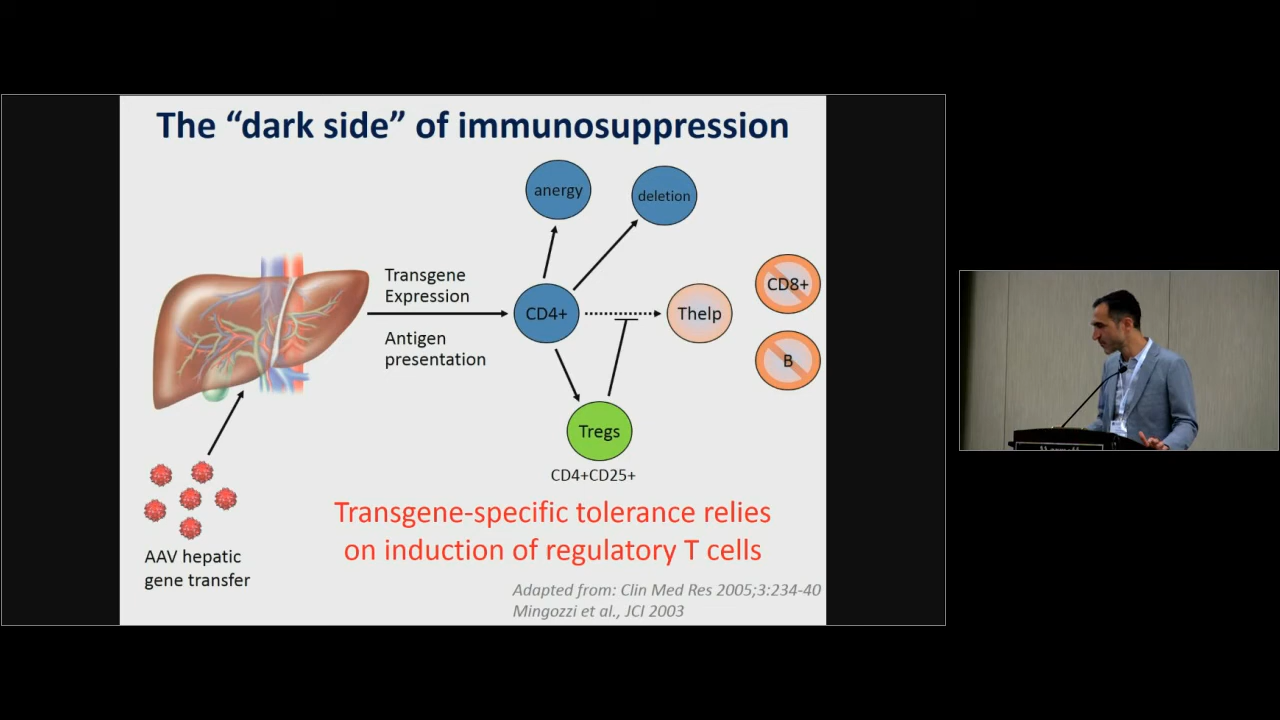 The “dark side” of immunosuppression
anergy
deletion
Transgene
Expression
Antigen
presentation
CD4+
Thelp
CD8+
B
Tregs
CD4+CD25+
AAV hepatic
gene transfer
Transgene-specific tolerance relies
on induction of regulatory T cells
Adapted from: Clin Med Res 2005;3:234-40
Mingozzi et al., JCI 2003